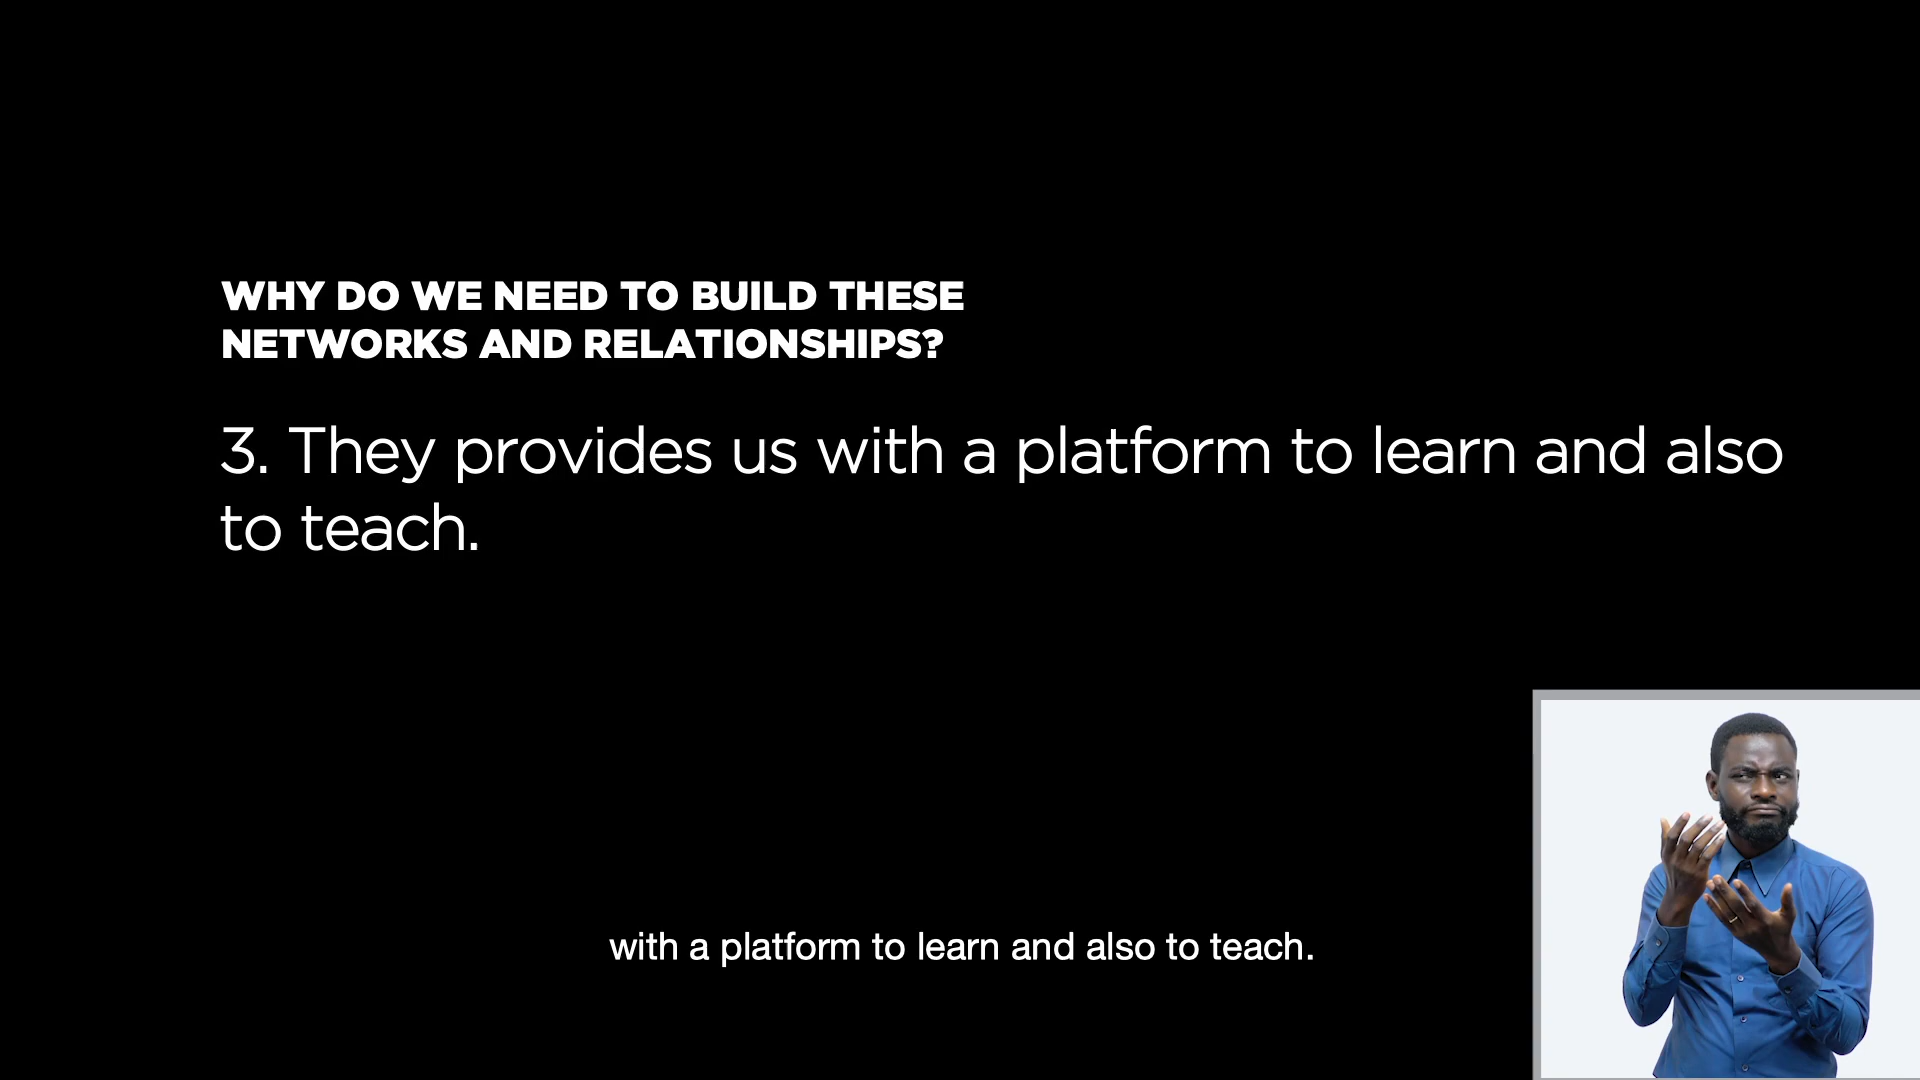 WHY DO WE NEED TO BUILD THESE
NETWORKS AND RELATIONSHIPS?
3. They provides us with a platform to learn and also
to teach.
with a platform to learn and also to teach.